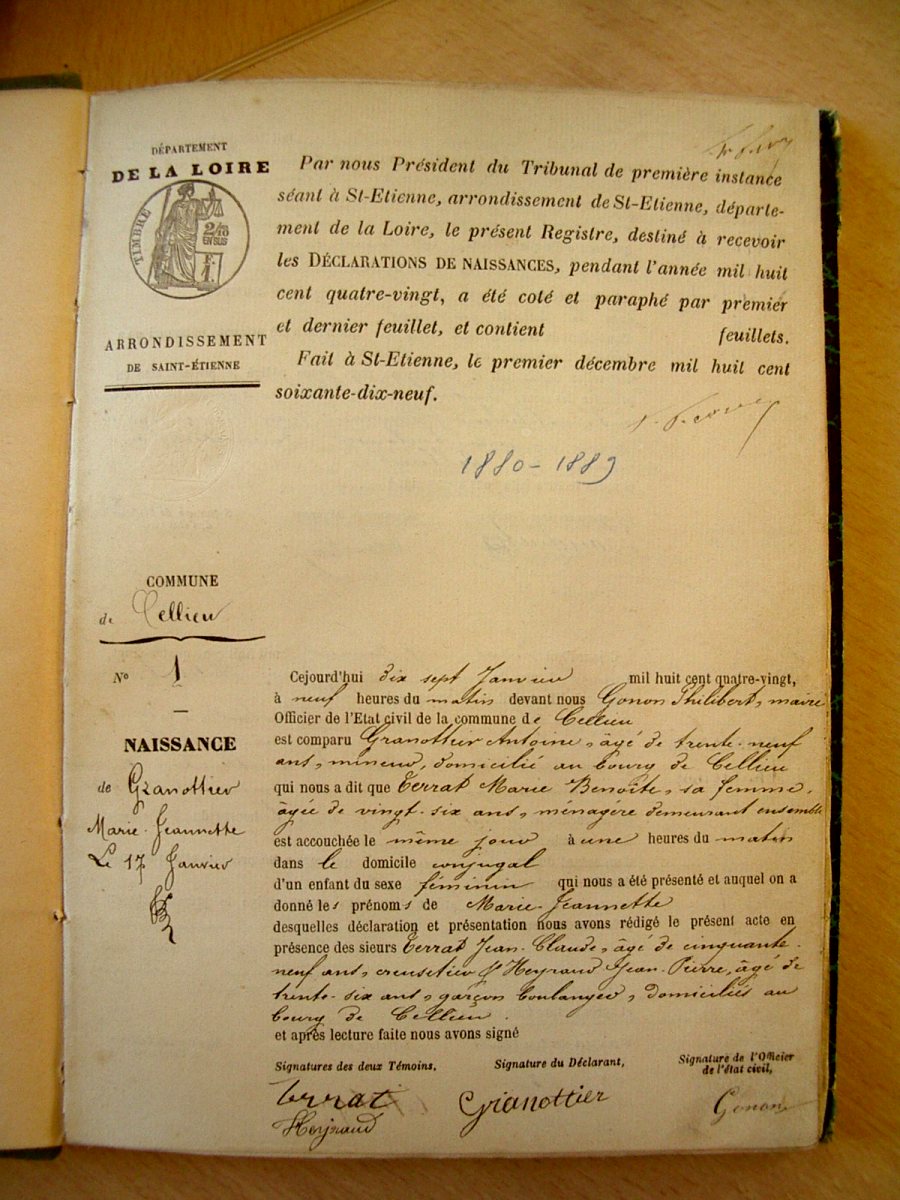 DÉPARTEMENT
DE LA LOIRE
TIMBRE
2/10
EN SUS
Par nous Président du Tribunal de première instance
séant à St-Etienne, arrondissement de St-Etienne, départe-
ment de la Loire, le présent Registre, destiné à recevoir
les DÉCLARATIONS DE NAISSANCES, pendant l'année mil huit
cent quatre-vingt, a été coté et paraphé par premier
et dernier feuillet, et contient feuillets.
Fait à St-Etienne, le premier décembre mil huit cent
soixante-dix-neuf.
ARRONDISSEMENT
DE SAINT-ÉTIENNE
1880-1889
COMMUNE
de Cellieu
No 1
NAISSANCE
de Granottier
Marie-Jeannette
Le 17 Janvier
Cejourd'hui dix sept Janvier mil huit cent quatre-vingt,
à neuf heures du matin devant nous Gonon Philibert, maire
Officier de l'Etat civil de la commune de Cellieu
est comparu Granottier Antoine, âgé de trente-neuf
ans, mineur, domicilié au bourg de Cellieu
qui nous a dit que Terrat Marie Benoîte, sa femme,
âgée de vingt-six ans, ménagère demeurant ensemble
est accouchée le même jour à une heures du matin
dans le domicile conjugal
d'un enfant du sexe féminin qui nous a été présenté et auquel on a
donné les prénoms de Marie-Jeannette
desquelles déclaration et présentation nous avons rédigé le présent acte en
présence des sieurs Terrat Jean-Claude, âgé de cinquante-
neuf ans, creusetier & Heyraud Jean-Pierre, âgé de
trente-six ans, garçon boulanger, domiciliés au
bourg de Cellieu.
et après lecture faite nous avons signé
Signatures des deux Témoins,
Signature du Déclarant,
Signature de l'Officier
de l'état civil,
Terrat
Heyraud
Granottier
Gonon